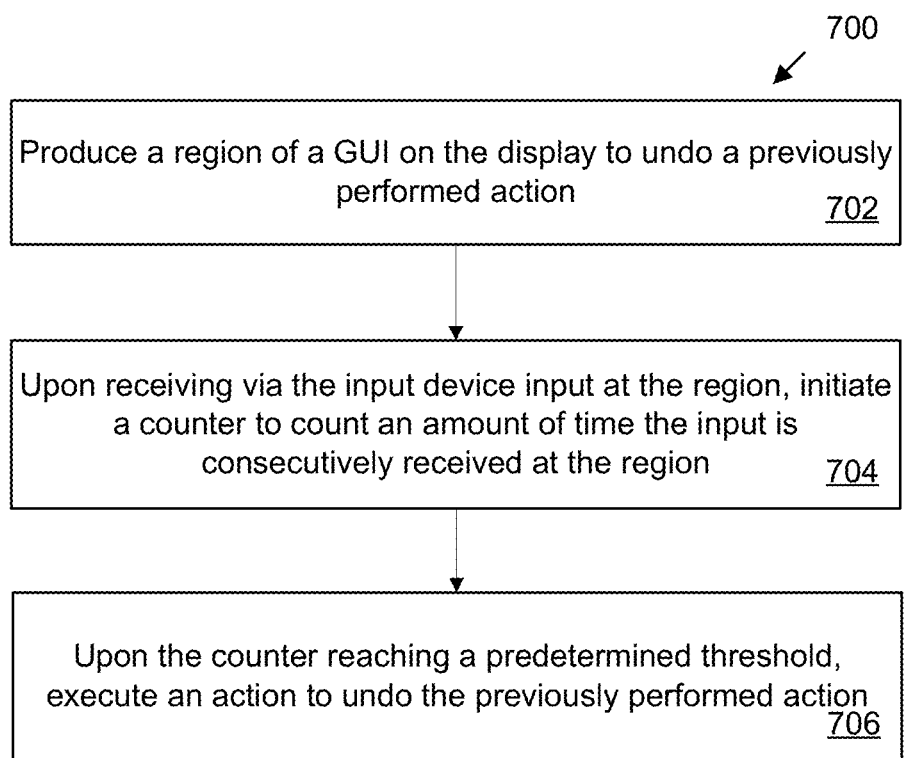 700
Produce a region of a GUI on the display to undo a previously
performed action
702
Upon receiving via the input device input at the region, initiate
a counter to count an amount of time the input is
consecutively received at the region
704
Upon the counter reaching a predetermined threshold,
execute an action to undo the previously performed action
706